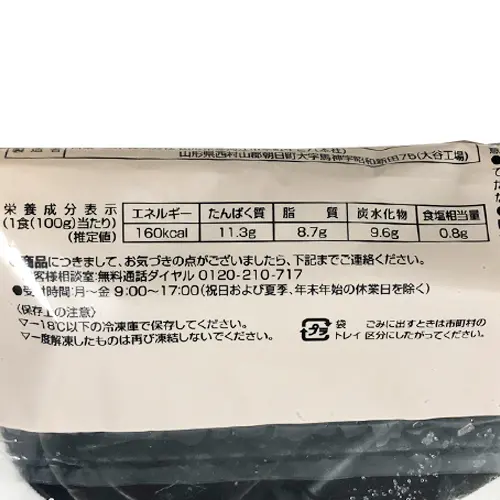 製造者
山形県西村山郡朝日町大字馬神字昭和新田75(大谷工場)
栄養成分表示
(1食(100g)当たり)
(推定値)
エネルギー たんぱく質 脂質 炭水化物 食塩相当量
160kcal 11.3g 8.7g 9.6g 0.8g
商品につきまして、お気づきの点がございましたら、下記までご連絡ください。
客様相談室:無料通話ダイヤル 0120-210-717
●受付時間:月～金 9:00～17:00(祝日および夏季、年末年始の休業日を除く)
〈保存上の注意〉
▽－18℃以下の冷凍庫で保存してください。
▽一度解凍したものは再び凍結しないでください。
プラ
袋 ごみに出すときは市町村の
トレイ 区分にしたがってください。